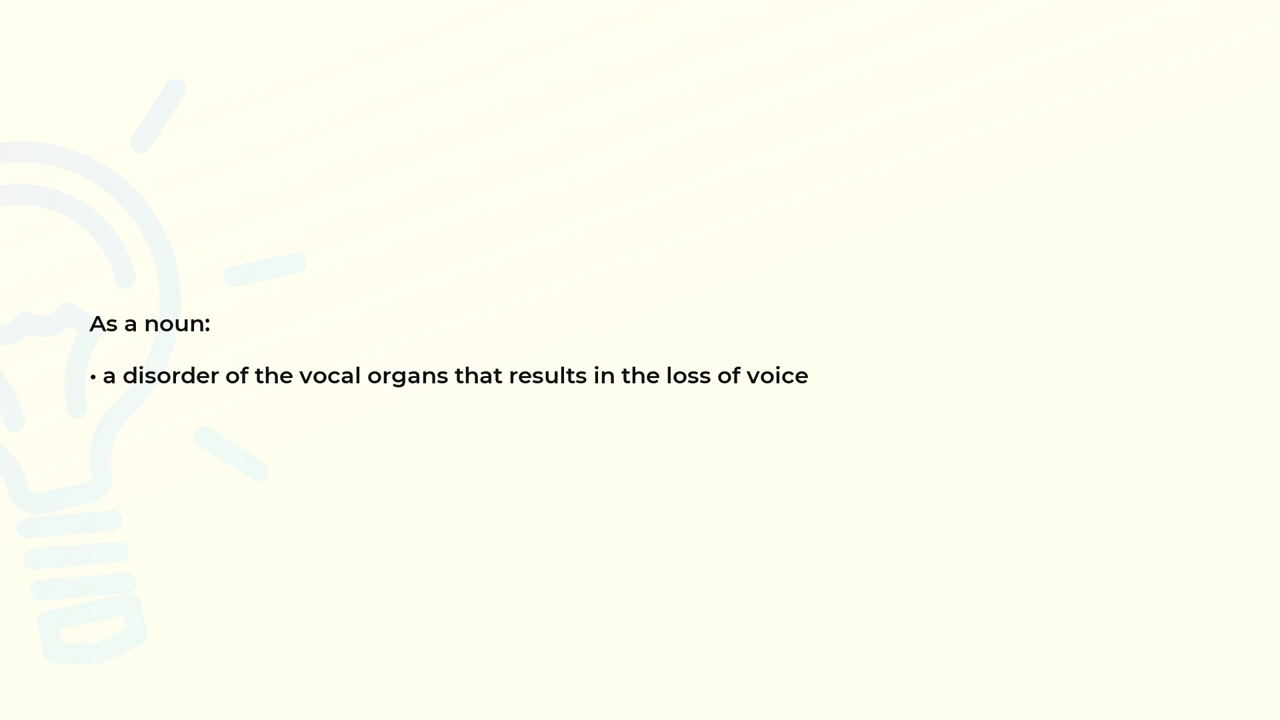 As a noun:
• a disorder of the vocal organs that results in the loss of voice